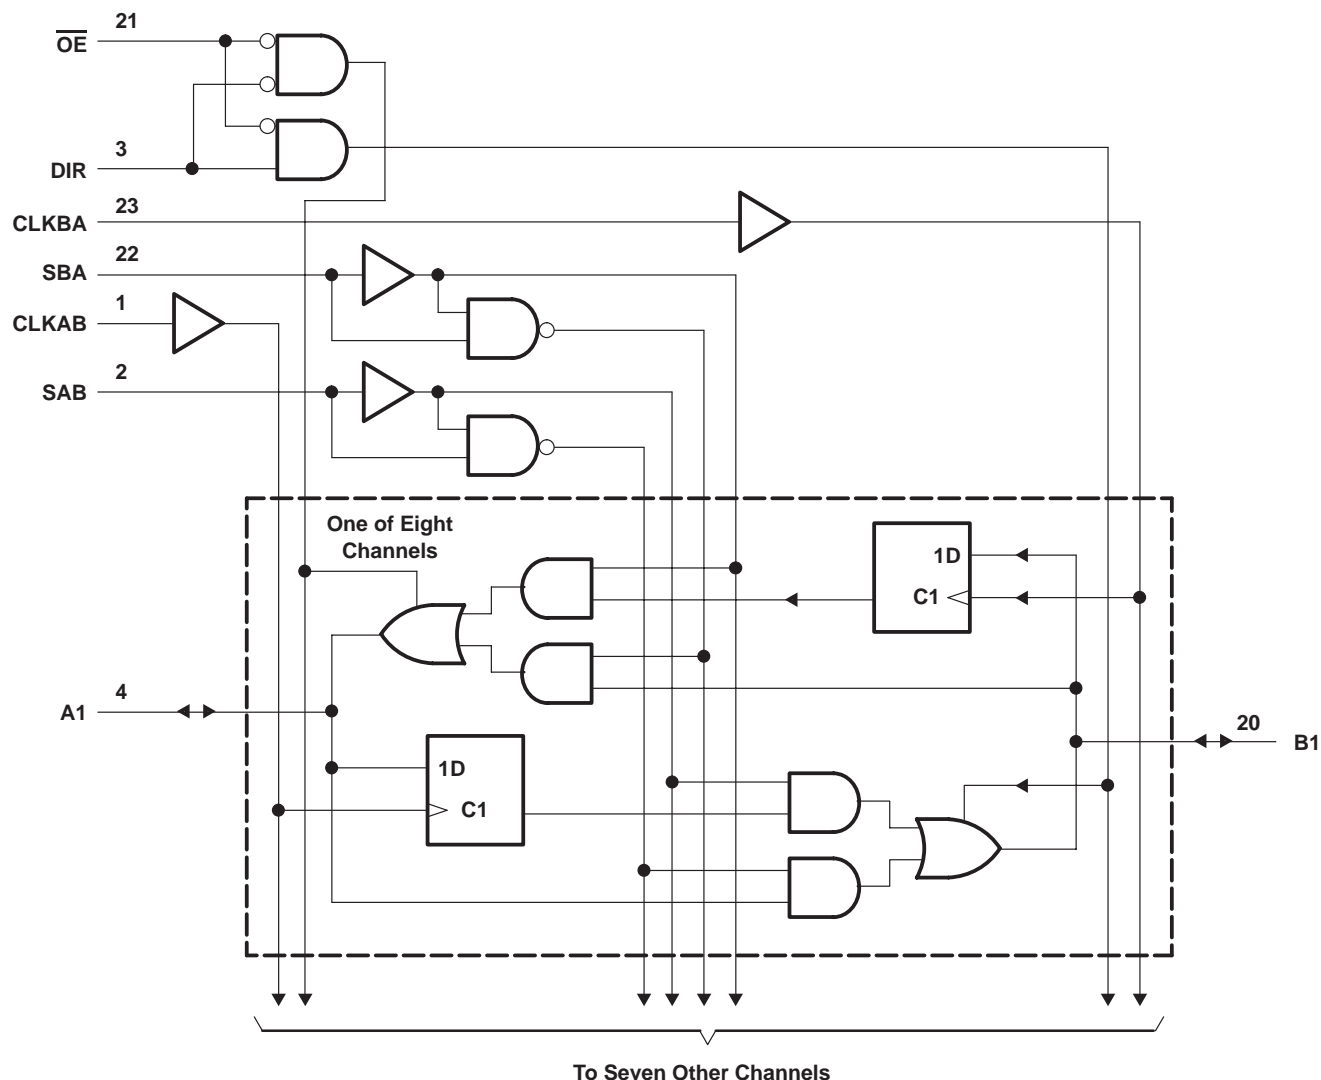 21
OE
3
DIR
23
CLKBA
22
SBA
1
CLKAB
2
SAB
One of Eight
Channels
1D
C1
4
A1
1D
C1
20
B1
To Seven Other Channels